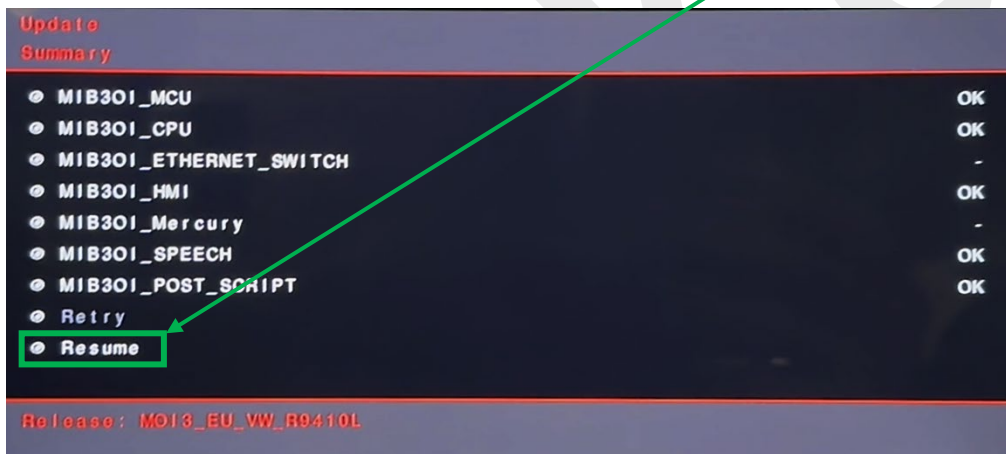 Update
Summary
MIB3OI_MCU OK
MIB3OI_CPU OK
MIB3OI_ETHERNET_SWITCH -
MIB3OI_HMI OK
MIB3OI_Mercury -
MIB3OI_SPEECH OK
MIB3OI_POST_SCRIPT OK
Retry
Resume
Release: MOI3_EU_VW_R9410L